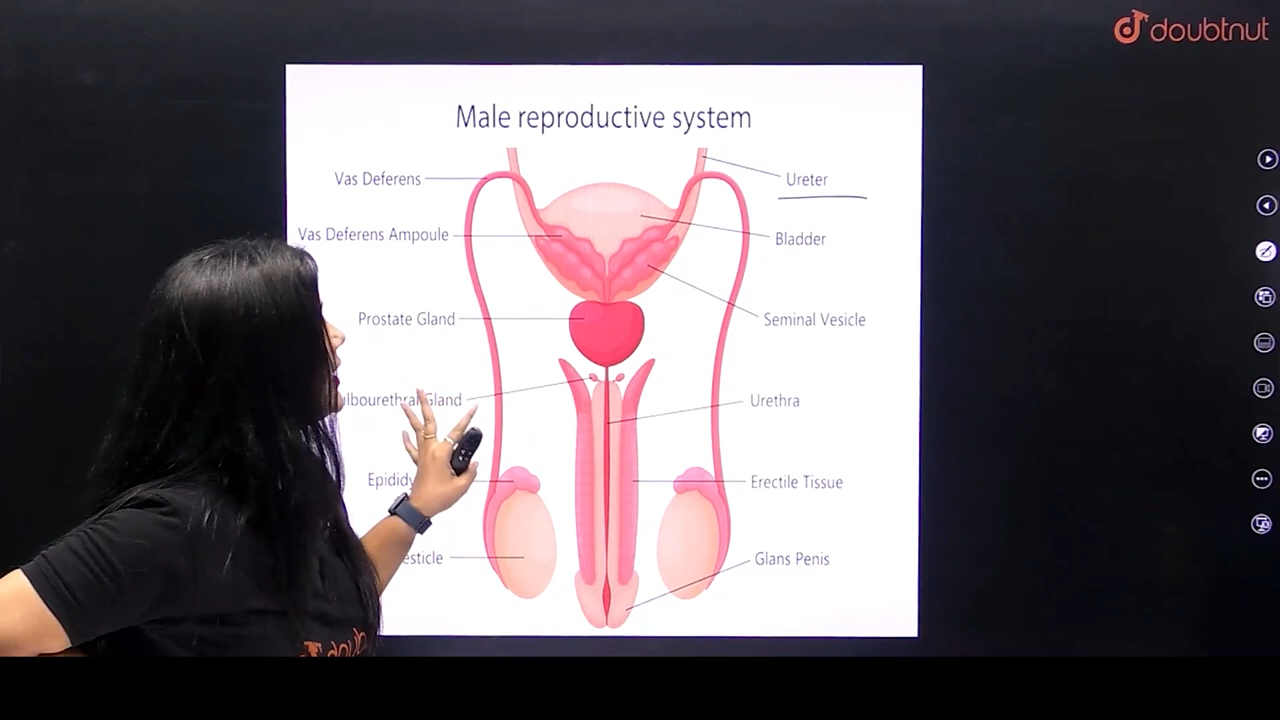 doubtnut
Male reproductive system
Vas Deferens
Ureter
Vas Deferens Ampoule
Bladder
Prostate Gland
Seminal Vesicle
Gland
Urethra
Erectile Tissue
Glans Penis